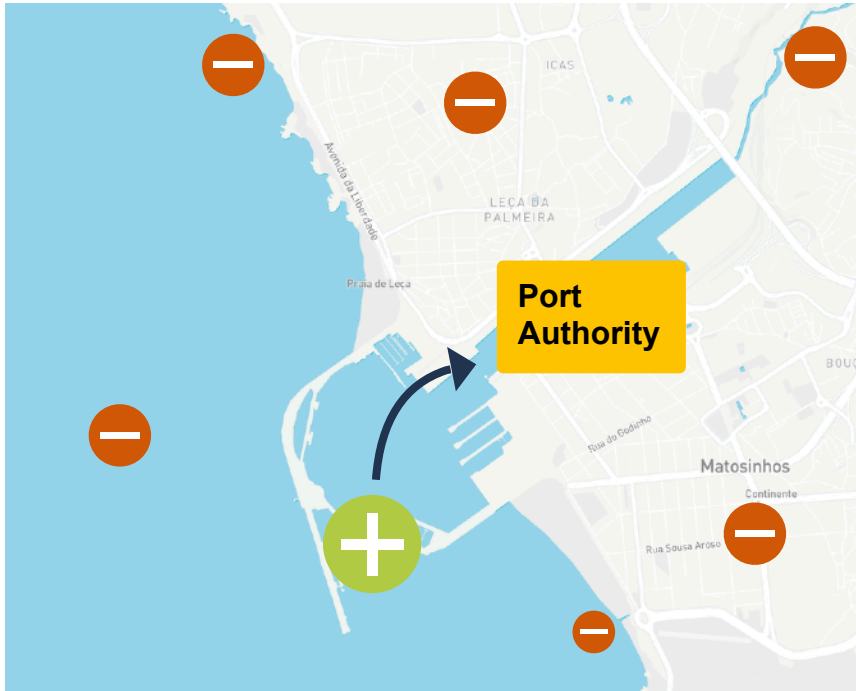 ICAS
Avenida da Liberdade
LEÇA DA
PALMEIRA
Praia de Leça
Port
Authority
BOUÇ
Rua do Godinho
Matosinhos
Continente
Rua Sousa Aroso